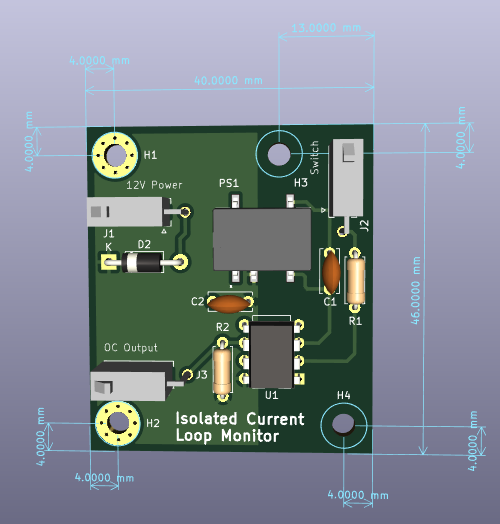 13.0000 mm
4.0000 mm
40.0000 mm
4.0000 mm
4.0000 mm
H1
Switch
12V Power
PS1
H3
J1
J2
K
D2
C2
C1
R1
R2
46.0000 mm
OC Output
J3
U1
H4
H2
Isolated Current
Loop Monitor
4.0000 mm
4.0000 mm
4.0000 mm
4.0000 mm